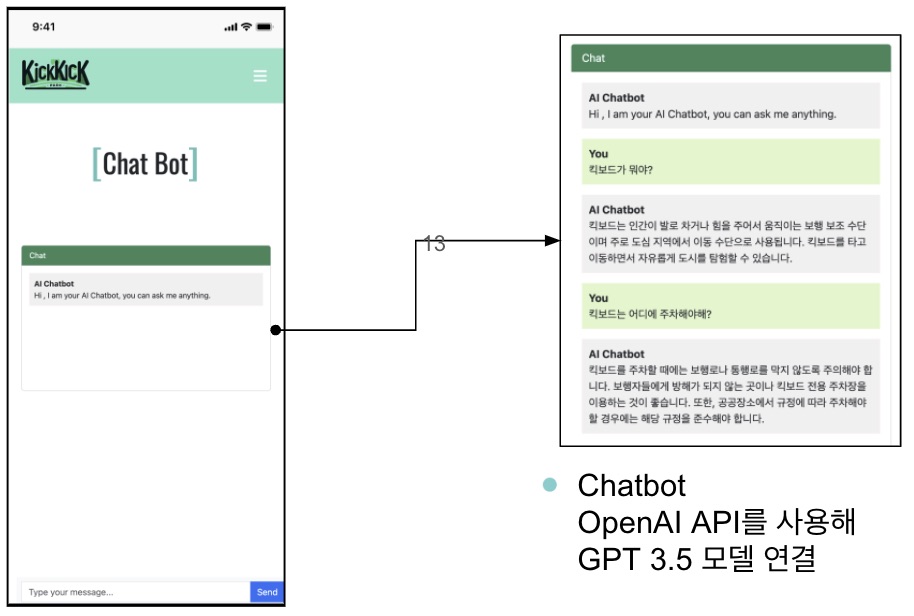 9:41
KickKick
[Chat Bot]
Chat
AI Chatbot
Hi , I am your AI Chatbot, you can ask me anything.
Type your message...
Send
13
Chat
AI Chatbot
Hi , I am your AI Chatbot, you can ask me anything.
You
킥보드가 뭐야?
AI Chatbot
킥보드는 인간이 발로 차거나 힘을 주어서 움직이는 보행 보조 수단
이며 주로 도심 지역에서 이동 수단으로 사용됩니다. 킥보드를 타고
이동하면서 자유롭게 도시를 탐험할 수 있습니다.
You
킥보드는 어디에 주차해야해?
AI Chatbot
킥보드를 주차할 때에는 보행로나 통행로를 막지 않도록 주의해야 합
니다. 보행자들에게 방해가 되지 않는 곳이나 킥보드 전용 주차장을
이용하는 것이 좋습니다. 또한, 공공장소에서 규정에 따라 주차해야
할 경우에는 해당 규정을 준수해야 합니다.
Chatbot
OpenAI API를 사용해
GPT 3.5 모델 연결